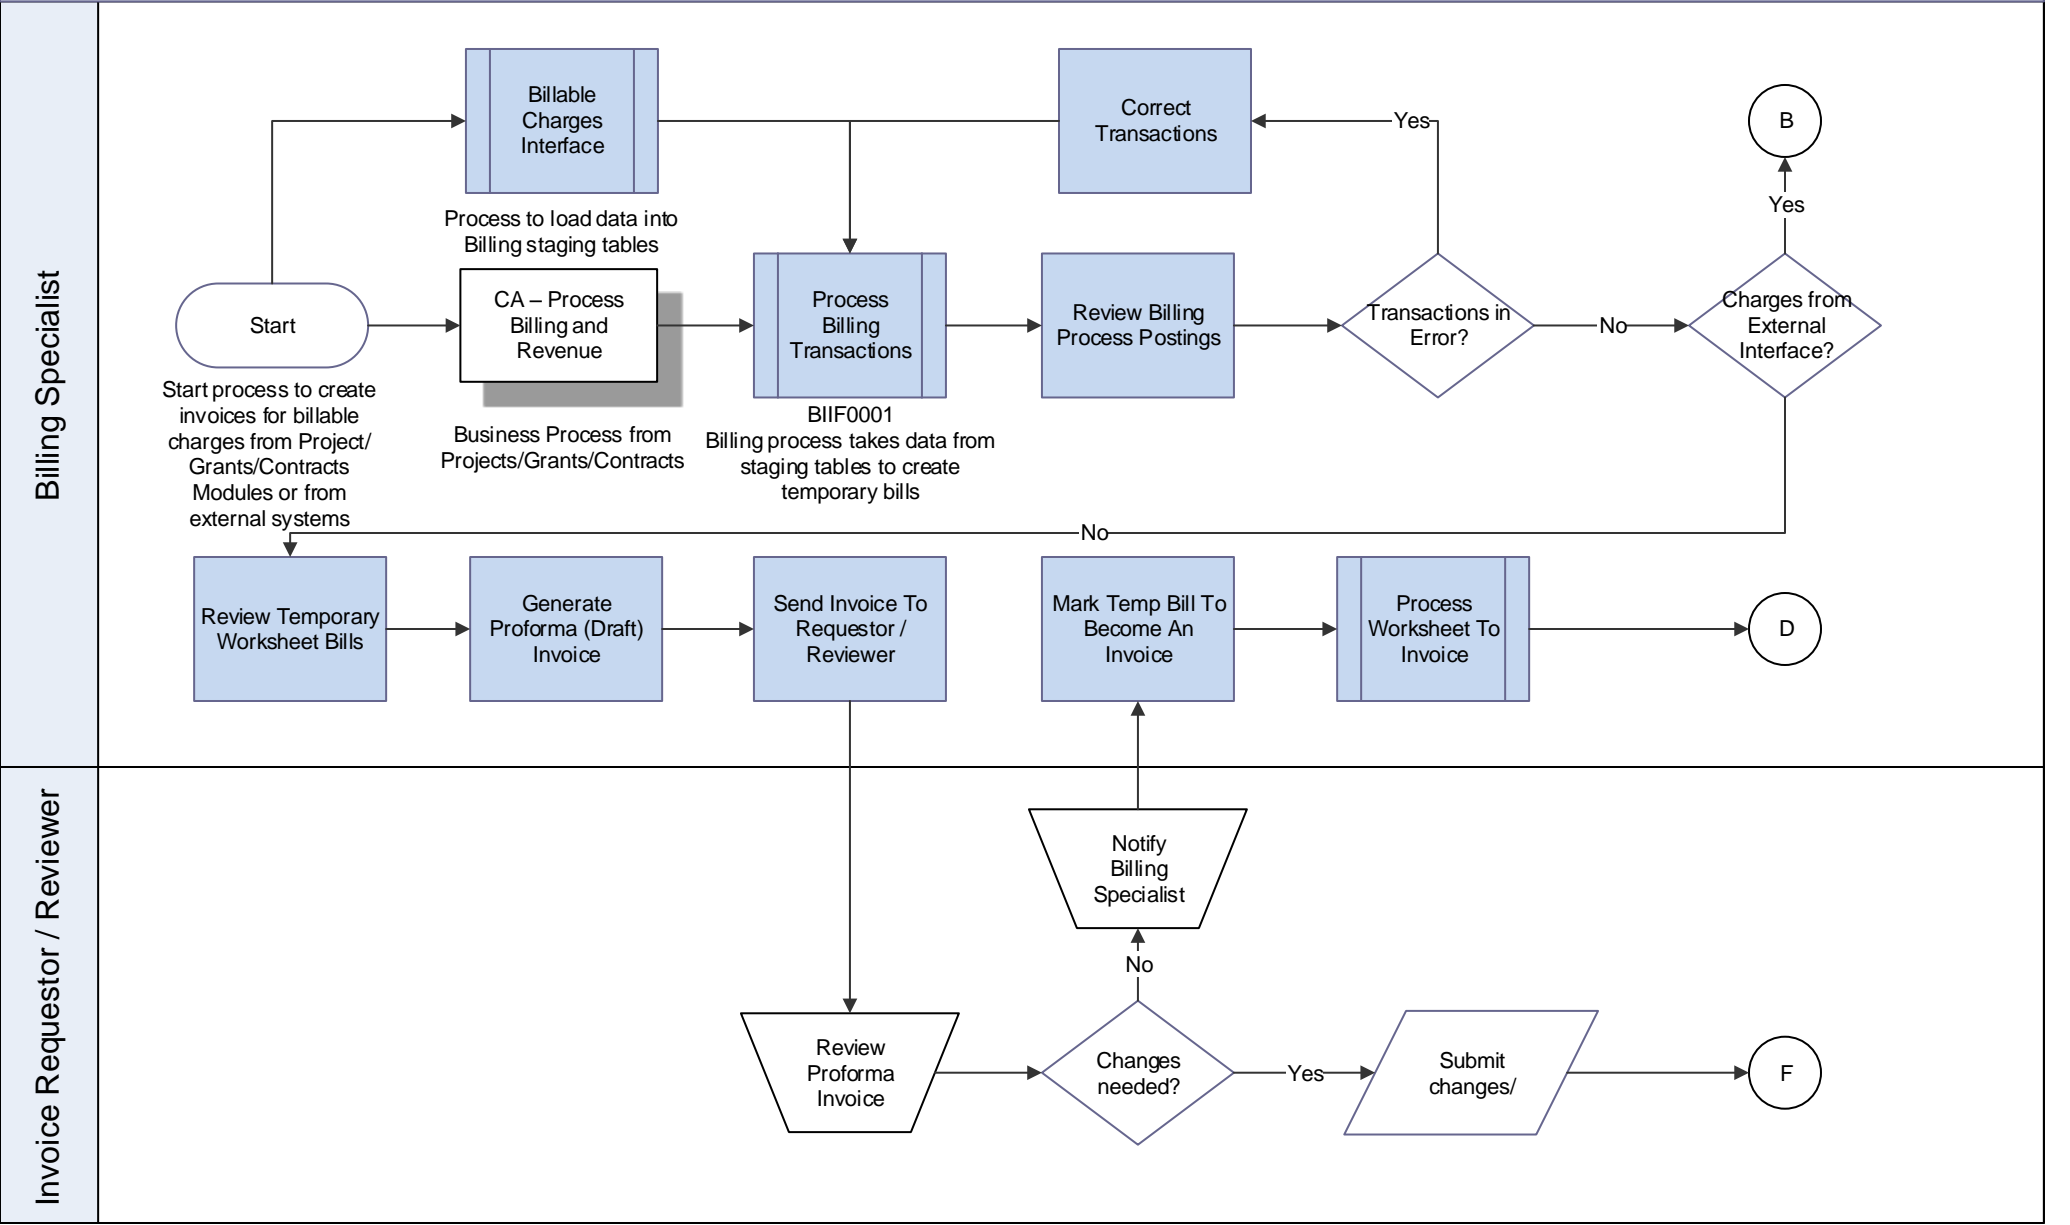 Billing Specialist
Billable
Charges
Interface
Process to load data into
Billing staging tables
Correct
Transactions
Yes
B
Yes
Start
Start process to create
invoices for billable
charges from Project/
Grants/Contracts
Modules or from
external systems
CA – Process
Billing and
Revenue
Business Process from
Projects/Grants/Contracts
Process
Billing
Transactions
BIIF0001
Billing process takes data from
staging tables to create
temporary bills
Review Billing
Process Postings
Transactions in
Error?
No
Charges from
External
Interface?
No
Review Temporary
Worksheet Bills
Generate
Proforma (Draft)
Invoice
Send Invoice To
Requestor /
Reviewer
Mark Temp Bill To
Become An
Invoice
Process
Worksheet To
Invoice
D
Invoice Requestor / Reviewer
Notify
Billing
Specialist
No
Review
Proforma
Invoice
Changes
needed?
Yes
Submit
changes/
F